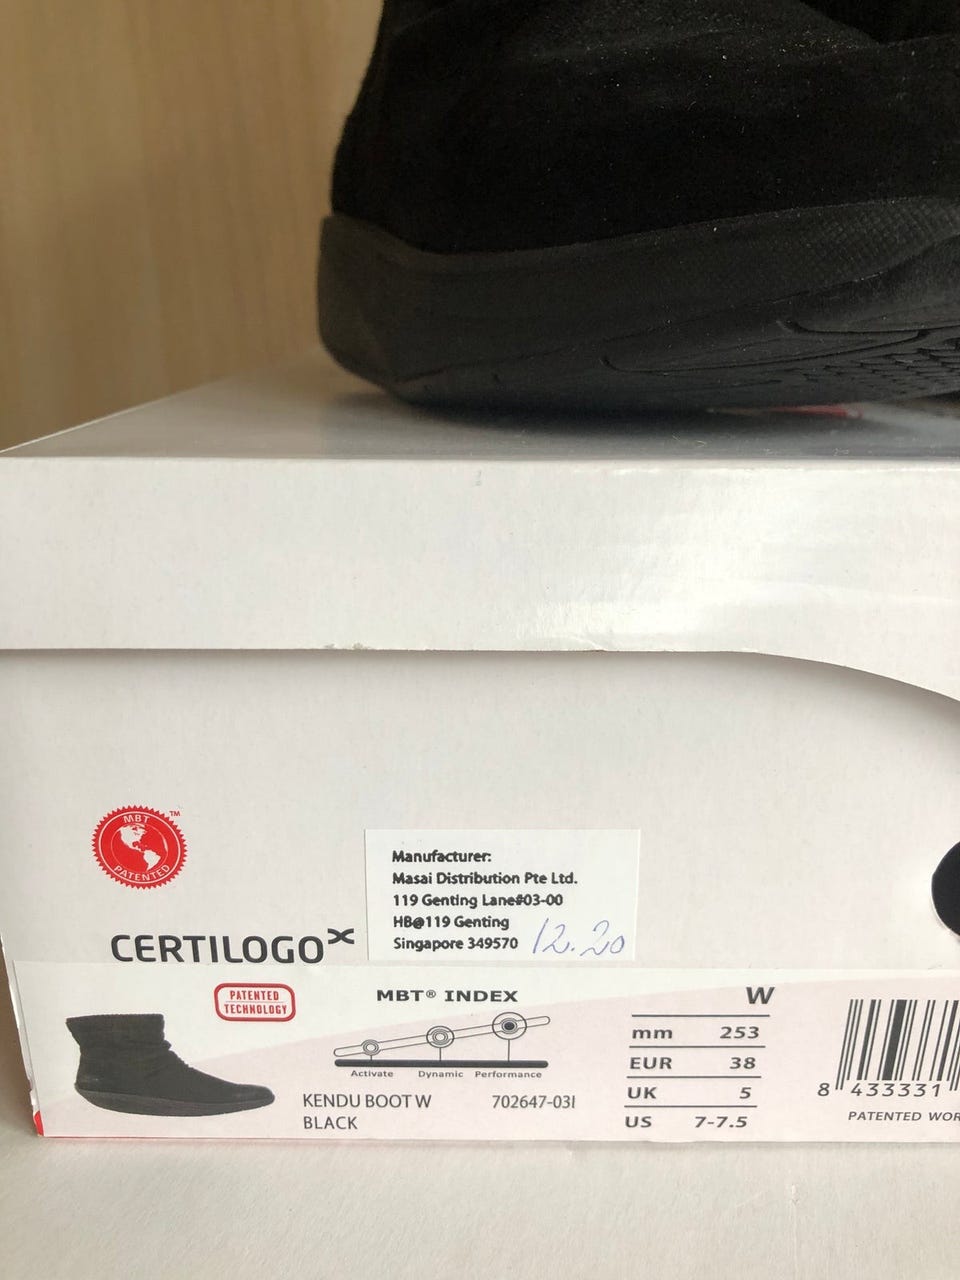 MBT
TM
PATENTED
CERTILOGO
Manufacturer:
Masai Distribution Pte Ltd.
119 Genting Lane#03-00
HB@119 Genting
Singapore 349570
12.20
PATENTED
TECHNOLOGY
MBT® INDEX
Activate Dynamic Performance
KENDU BOOT W 702647-03I
BLACK
W
mm 253
EUR 38
UK 5
US 7-7.5
8 433331
PATENTED WOR